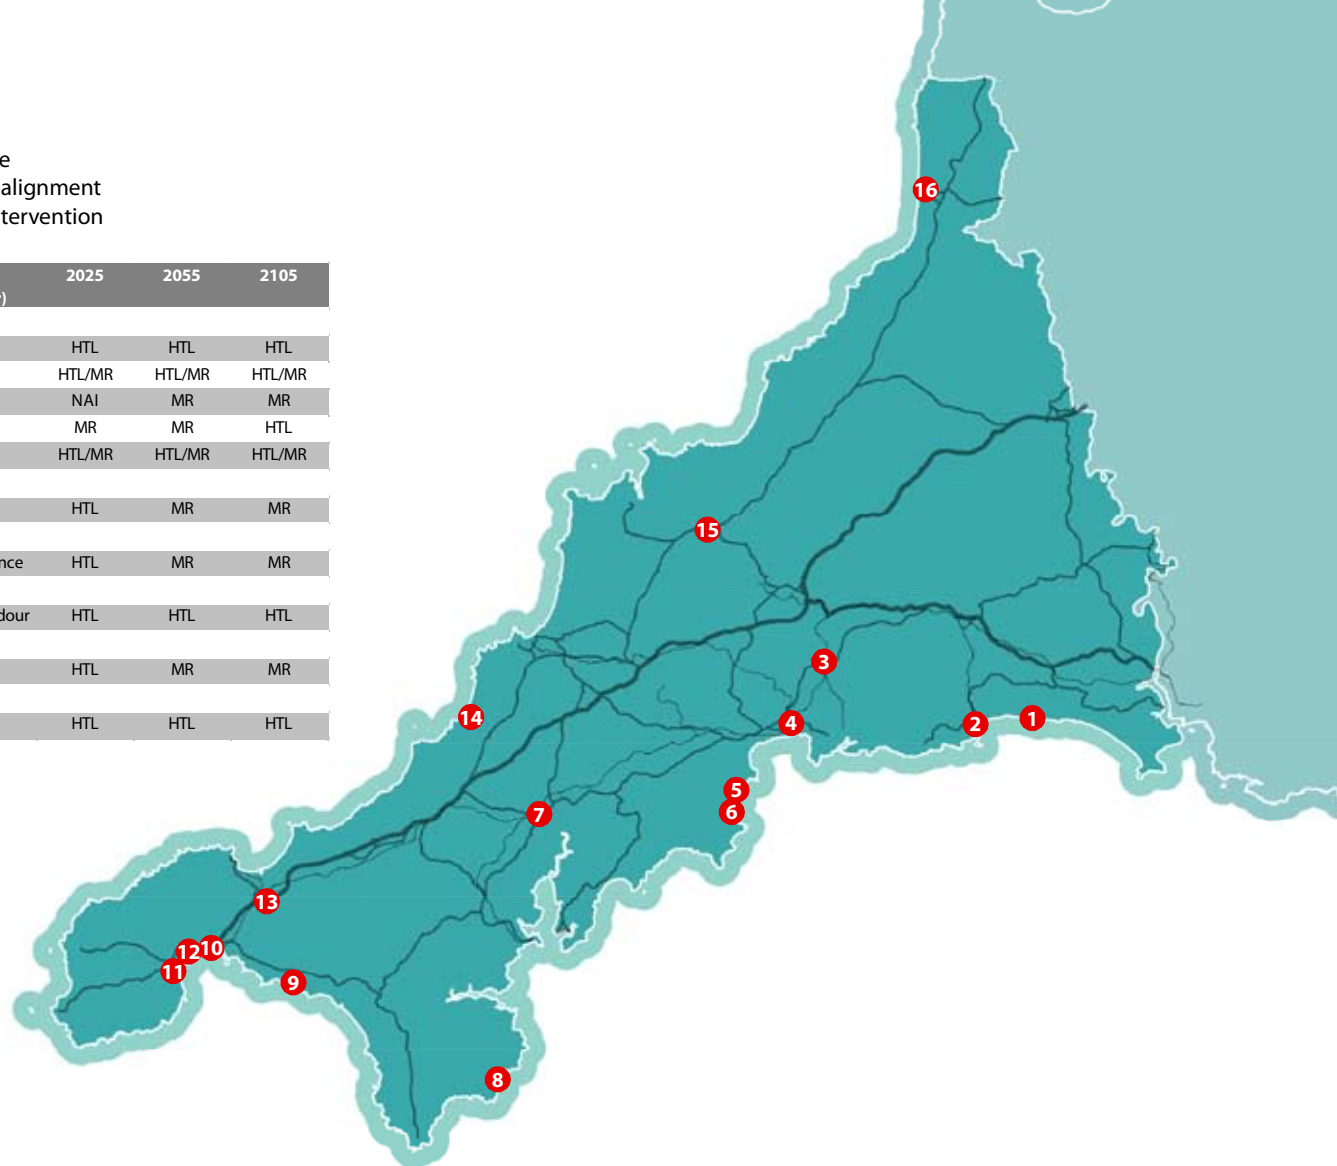 e
alignment
tervention
2025 2055 2105
)
HTL HTL HTL
HTL/MR HTL/MR HTL/MR
NAI MR MR
MR MR HTL
HTL/MR HTL/MR HTL/MR
HTL MR MR
nce HTL MR MR
dour HTL HTL HTL
HTL MR MR
HTL HTL HTL
16
15
3
14
4
2
1
5
6
7
13
12
10
11
9
8